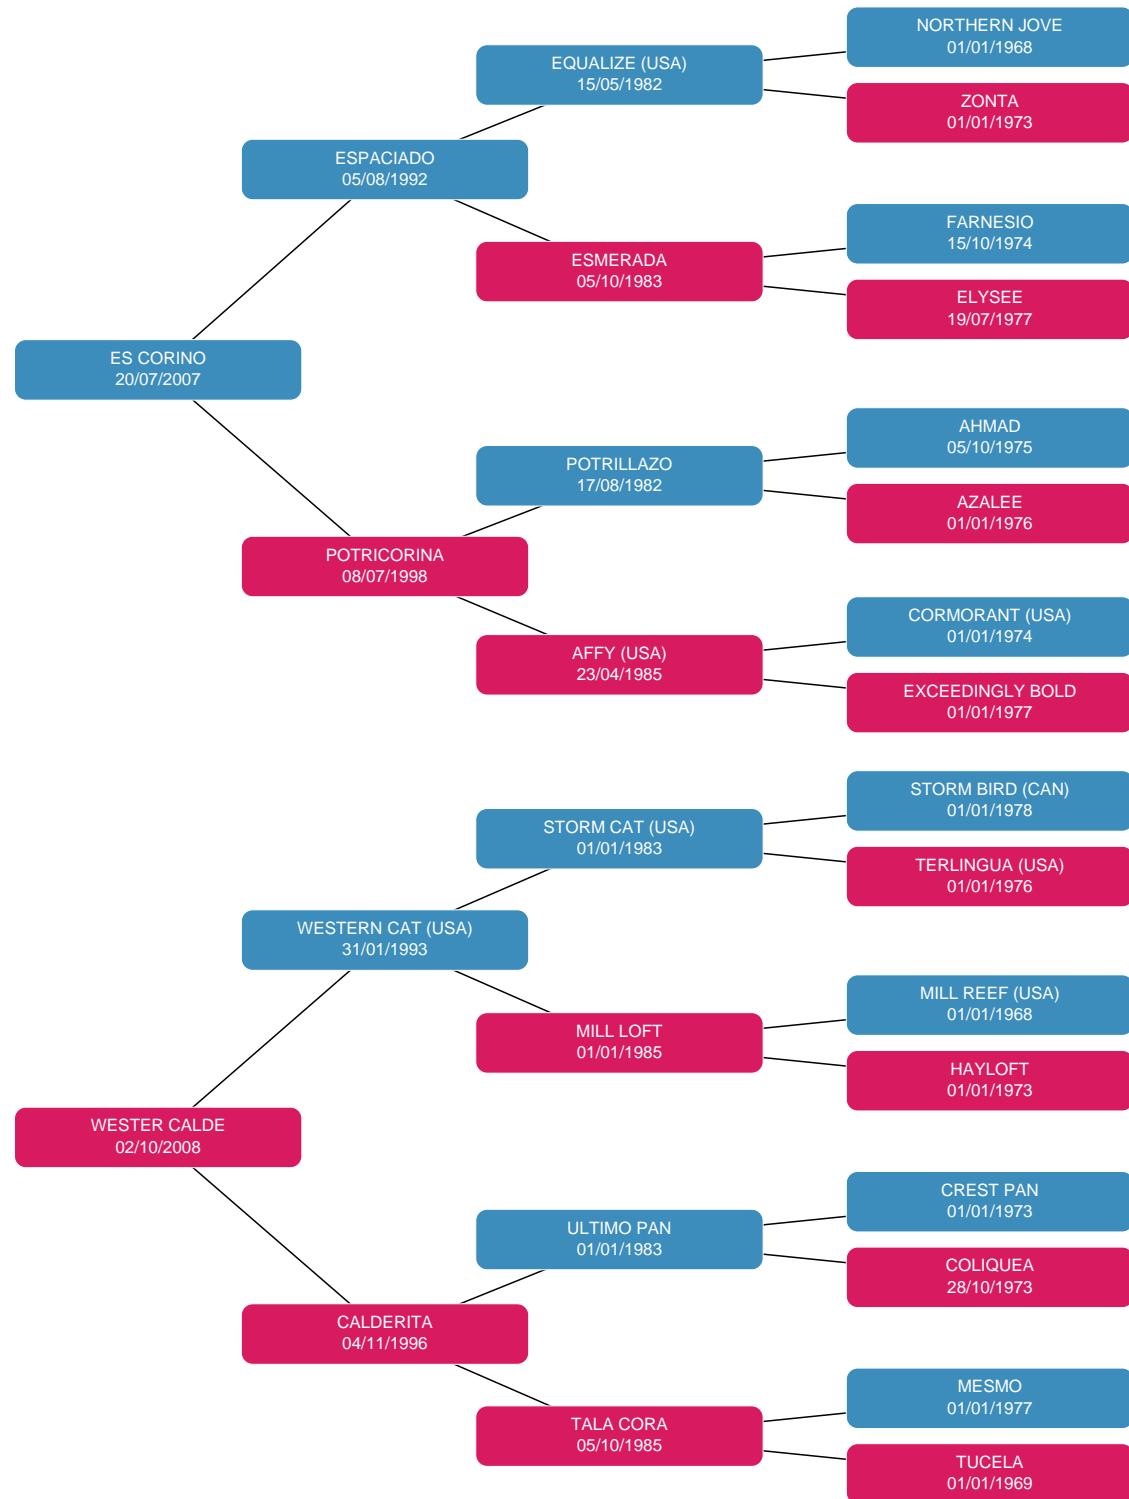 NORTHERN JOVE
01/01/1968
EQUALIZE (USA)
15/05/1982
ZONTA
01/01/1973
ESPACIADO
05/08/1992
FARNESIO
15/10/1974
ESMERADA
05/10/1983
ELYSEE
19/07/1977
ES CORINO
20/07/2007
AHMAD
05/10/1975
POTRILLAZO
17/08/1982
AZALEE
01/01/1976
POTRICORINA
08/07/1998
CORMORANT (USA)
01/01/1974
AFFY (USA)
23/04/1985
EXCEEDINGLY BOLD
01/01/1977
STORM BIRD (CAN)
01/01/1978
STORM CAT (USA)
01/01/1983
TERLINGUA (USA)
01/01/1976
WESTERN CAT (USA)
31/01/1993
MILL REEF (USA)
01/01/1968
MILL LOFT
01/01/1985
HAYLOFT
01/01/1973
WESTER CALDE
02/10/2008
CREST PAN
01/01/1973
ULTIMO PAN
01/01/1983
COLIQUEA
28/10/1973
CALDERITA
04/11/1996
MESMO
01/01/1977
TALA CORA
05/10/1985
TUCELA
01/01/1969